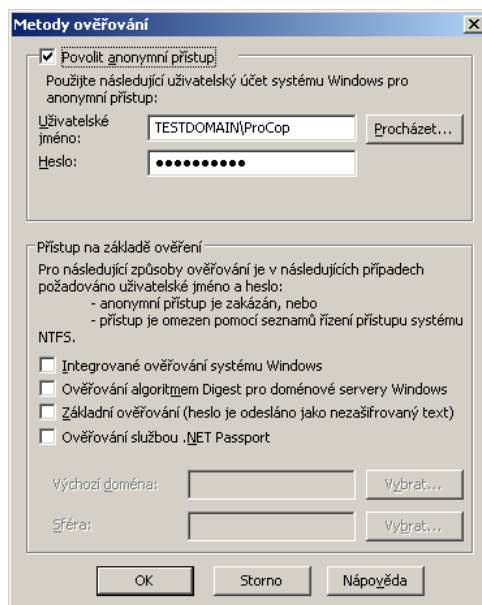 Metody ověřování
Povolit anonymní přístup
Použijte následující uživatelský účet systému Windows pro
anonymní přístup:
Uživatelské
jméno:
TESTDOMAIN\ProCop
Procházet...
Heslo:
●●●●●●●●●●
Přístup na základě ověření
Pro následující způsoby ověřování je v následujících případech
požadováno uživatelské jméno a heslo:
- anonymní přístup je zakázán, nebo
- přístup je omezen pomocí seznamů řízení přístupu systému
NTFS.
Integrované ověřování systému Windows
Ověřování algoritmem Digest pro doménové servery Windows
Základní ověřování (heslo je odesláno jako nezašifrovaný text)
Ověřování službou .NET Passport
Výchozí doména:
Vybrat...
Sféra:
Vybrat...
OK
Storno
Nápověda